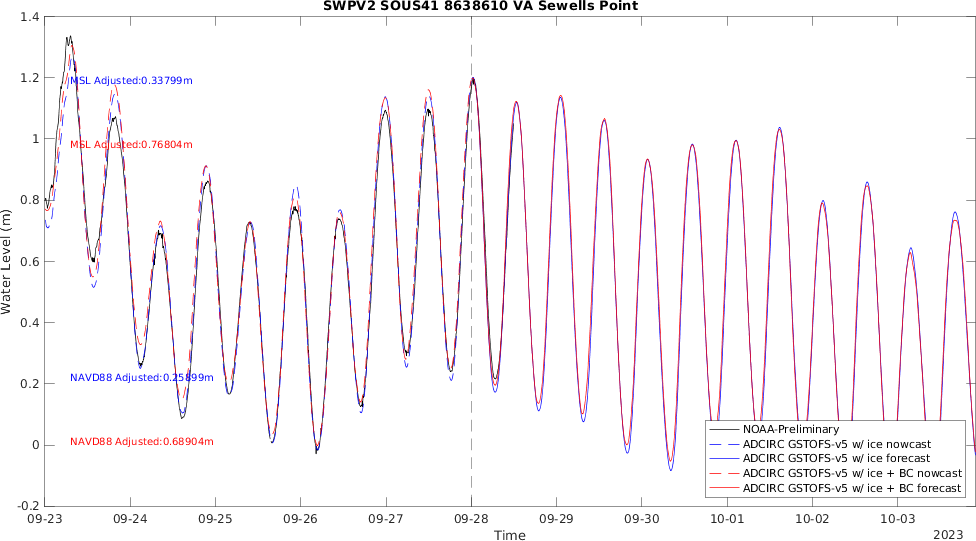 SWPV2 SOUS41 8638610 VA Sewells Point
1.4
1.2
1
0.8
0.6
0.4
0.2
0
-0.2
Water Level (m)
MSL Adjusted:0.33799m
MSL Adjusted:0.76804m
NAVD88 Adjusted:0.25899m
NAVD88 Adjusted:0.68904m
NOAA-Preliminary
ADCIRC GSTOFS-v5 w/ ice nowcast
ADCIRC GSTOFS-v5 w/ ice forecast
ADCIRC GSTOFS-v5 w/ ice + BC nowcast
ADCIRC GSTOFS-v5 w/ ice + BC forecast
09-23 09-24 09-25 09-26 09-27 09-28 09-29 09-30 10-01 10-02 10-03
Time
2023